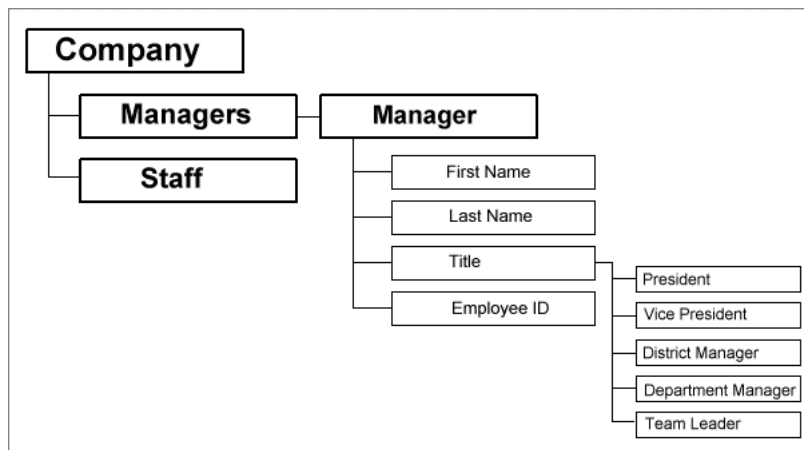 Company
Managers
Manager
Staff
First Name
Last Name
Title
Employee ID
President
Vice President
District Manager
Department Manager
Team Leader